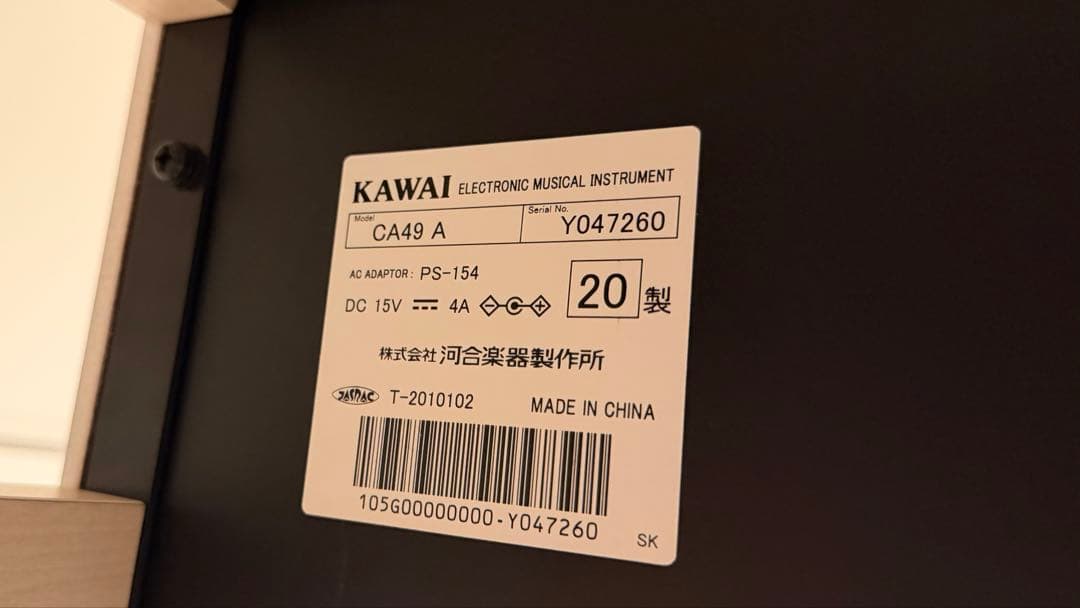 KAWAI ELECTRONIC MUSICAL INSTRUMENT
Model CA49 A Serial No. Y047260
AC ADAPTOR: PS-154
DC 15V 4A
20 製
株式会社 河合楽器製作所
JASRAC T-2010102 MADE IN CHINA
105G00000000-Y047260
SK